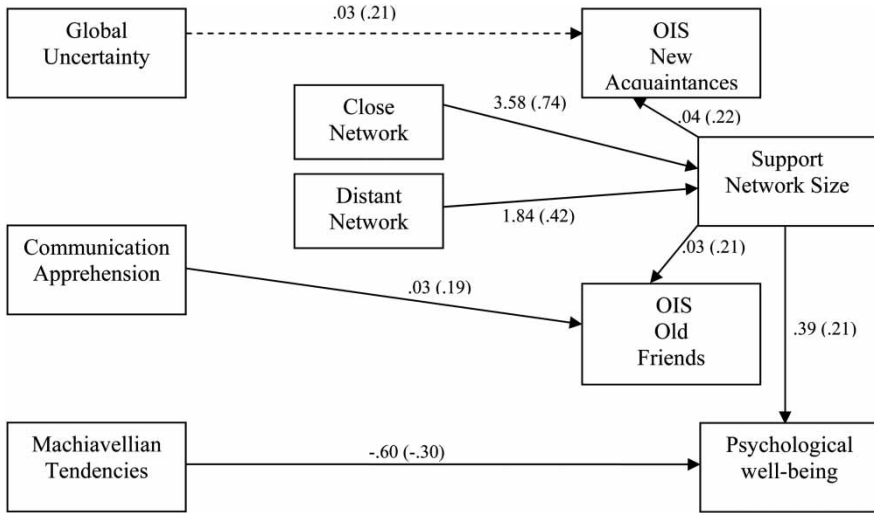 Global
Uncertainty
.03 (.21)
OIS
New
Acquaintances
Close
Network
3.58 (.74)
.04 (.22)
Support
Network Size
Distant
Network
1.84 (.42)
Communication
Apprehension
.03 (.19)
.03 (.21)
OIS
Old
Friends
.39 (.21)
Machiavellian
Tendencies
-.60 (-.30)
Psychological
well-being